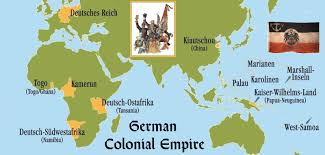 Deutsches Reich
Kiautschou
(China)
Marianen
Marshall-
Inseln
Palau
Karolinen
Kaiser-Wilhelms-Land
(Papua-Neuguinea)
Togo
(Togo/Ghana)
Kamerun
Deutsch-Ostafrika
(Tansania)
Deutsch-Südwestafrika
(Namibia)
West-Samoa
German
Colonial Empire